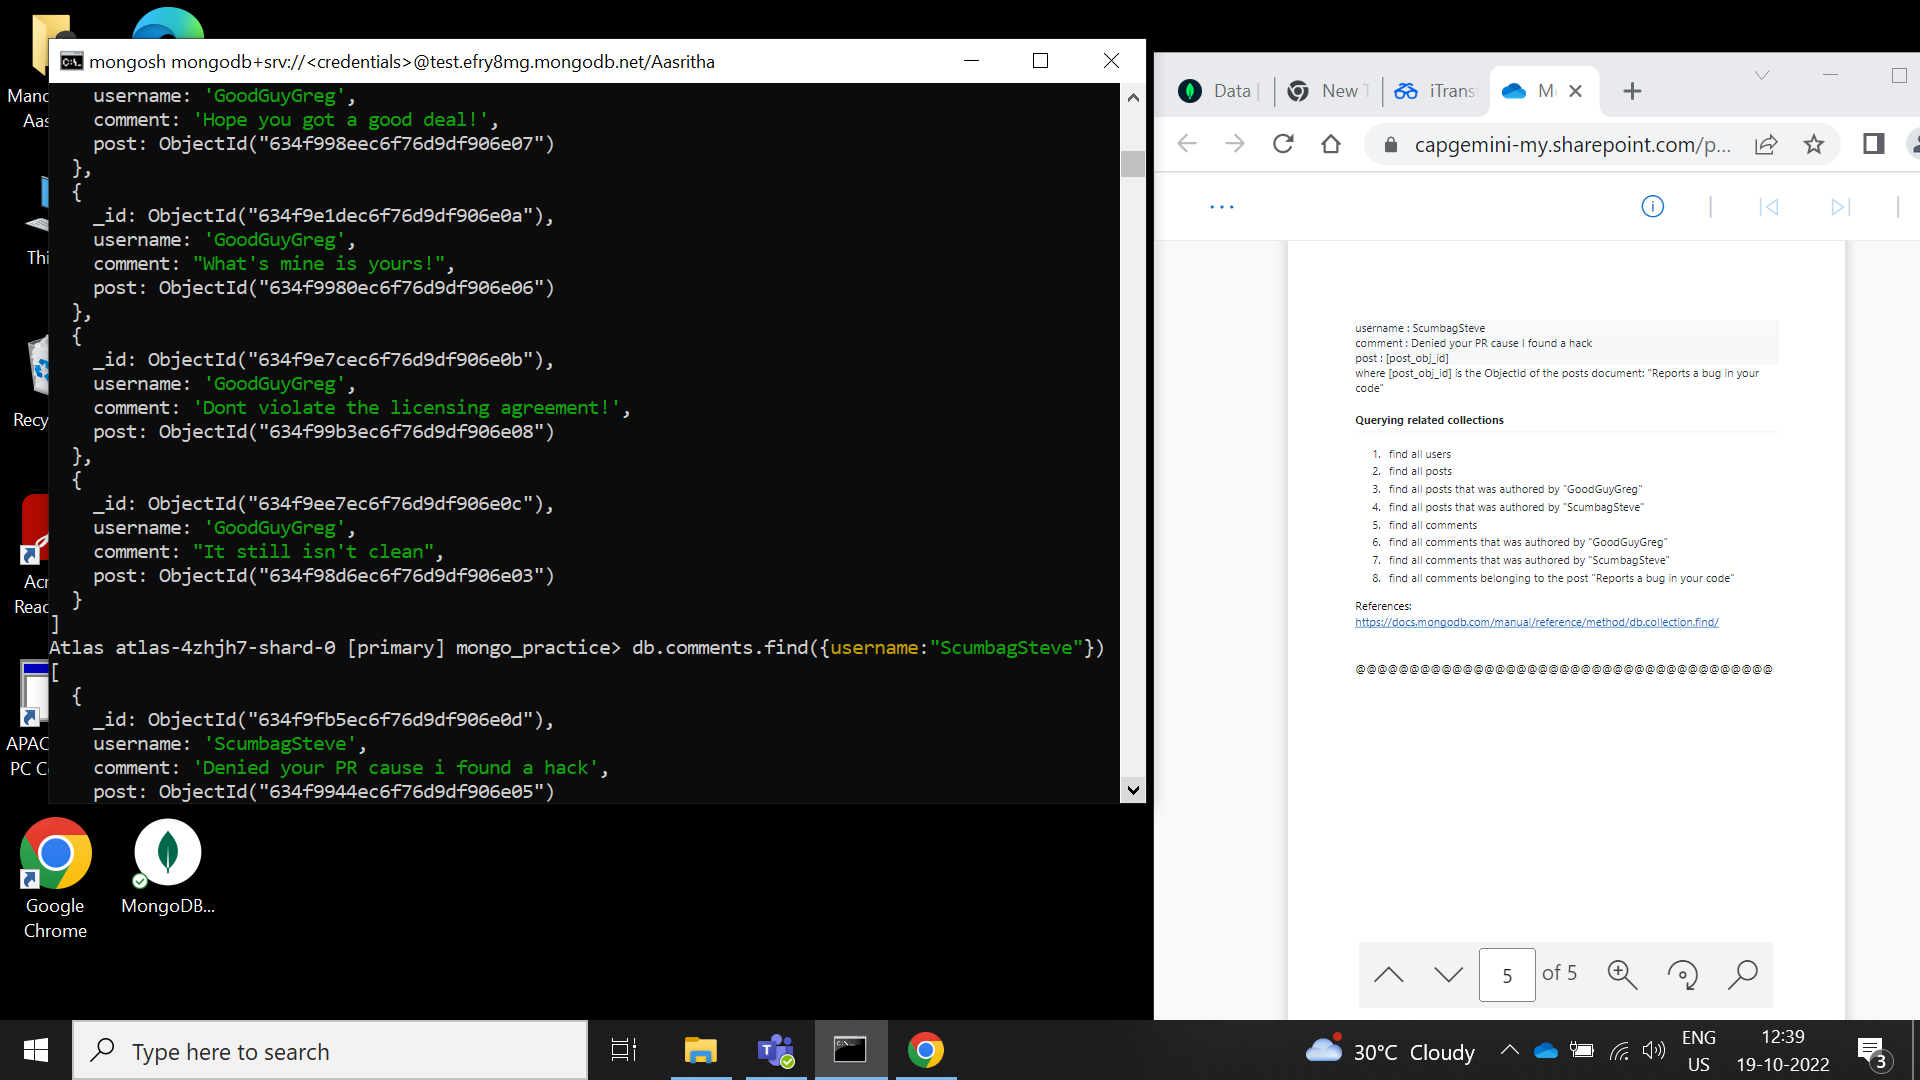 mongosh mongodb+srv://<credentials>@test.efry8mg.mongodb.net/Aasritha
username: 'GoodGuyGreg',
comment: 'Hope you got a good deal!',
post: ObjectId("634f998eec6f76d9df906e07")
},
{
_id: ObjectId("634f9e1dec6f76d9df906e0a"),
username: 'GoodGuyGreg',
comment: "What's mine is yours!",
post: ObjectId("634f9980ec6f76d9df906e06")
},
{
_id: ObjectId("634f9e7cec6f76d9df906e0b"),
username: 'GoodGuyGreg',
comment: 'Dont violate the licensing agreement!',
post: ObjectId("634f99b3ec6f76d9df906e08")
},
{
_id: ObjectId("634f9ee7ec6f76d9df906e0c"),
username: 'GoodGuyGreg',
comment: "It still isn't clean",
post: ObjectId("634f98d6ec6f76d9df906e03")
}
]
Atlas atlas-4zhjh7-shard-0 [primary] mongo_practice> db.comments.find({username:"ScumbagSteve"})
[
{
_id: ObjectId("634f9fb5ec6f76d9df906e0d"),
username: 'ScumbagSteve',
comment: 'Denied your PR cause i found a hack',
post: ObjectId("634f9944ec6f76d9df906e05")
Manc
Aas
Thi
Recy
Acr
Reac
APAC
PC C
Google
Chrome
MongoDB...
Data
New T
iTrans
Mo
capgemini-my.sharepoint.com/p...
username : ScumbagSteve
comment : Denied your PR cause I found a hack
post : [post_obj_id]
where [post_obj_id] is the ObjectId of the posts document: "Reports a bug in your
code"
Querying related collections
1. find all users
2. find all posts
3. find all posts that was authored by "GoodGuyGreg"
4. find all posts that was authored by "ScumbagSteve"
5. find all comments
6. find all comments that was authored by "GoodGuyGreg"
7. find all comments that was authored by "ScumbagSteve"
8. find all comments belonging to the post "Reports a bug in your code"
References:
https://docs.mongodb.com/manual/reference/method/db.collection.find/
@@@@@@@@@@@@@@@@@@@@@@@@@@@@@@@@@@@@@@@
5 of 5
Type here to search
30°C Cloudy
ENG
US
12:39
19-10-2022
3